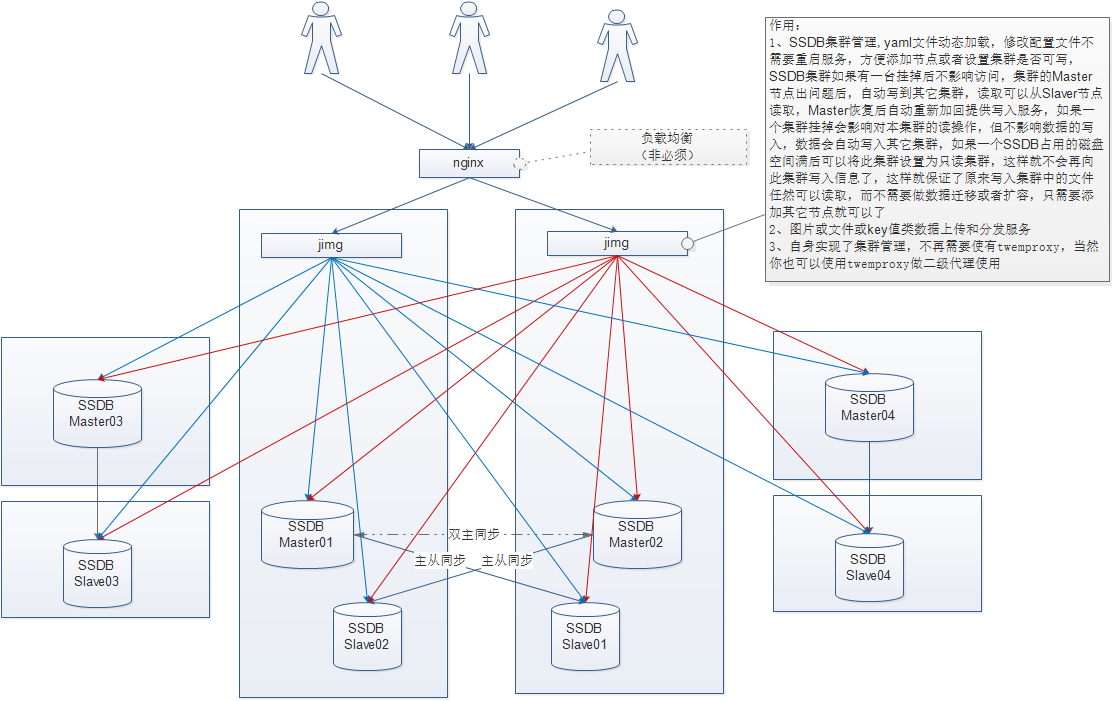 作用：
1、SSDB集群管理,yaml文件动态加载，修改配置文件不
需要重启服务，方便添加节点或者设置集群是否可写，
SSDB集群如果有一台挂掉后不影响访问，集群的Master
节点出问题后，自动写到其它集群，读取可以从Slaver节点
读取，Master恢复后自动重新加回提供写入服务，如果一
个集群挂掉会影响对本集群的读操作，但不影响数据的写
入，数据会自动写入其它集群，如果一个SSDB占用的磁盘
空间满后可以将此集群设置为只读集群，这样就不会再向
此集群写入信息了，这样就保证了原来写入集群中的文件
任然可以读取，而不需要做数据迁移或者扩容，只需要添
加其它节点就可以了
2、图片或文件或key值类数据上传和分发服务
3、自身实现了集群管理，不再需要使有twemproxy，当然
你也可以使用twemproxy做二级代理使用
负载均衡
（非必须）
nginx
jimg
jimg
SSDB
Master03
SSDB
Master04
SSDB
Master01
SSDB
Master02
双主同步
主从同步
主从同步
SSDB
Slave03
SSDB
Slave04
SSDB
Slave02
SSDB
Slave01